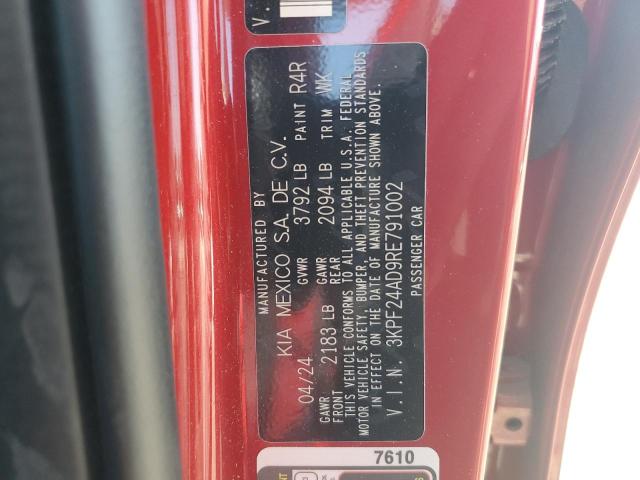 V.
MANUFACTURED BY
KIA MEXICO S.A. DE C.V.
04/24 GVWR 3792 LB PAINT R4R
GAWR FRONT 2183 LB GAWR REAR 2094 LB TRIM WK
THIS VEHICLE CONFORMS TO ALL APPLICABLE U.S.A. FEDERAL
MOTOR VEHICLE SAFETY, BUMPER, AND THEFT PREVENTION STANDARDS
IN EFFECT ON THE DATE OF MANUFACTURE SHOWN ABOVE.
V.I.N. 3KPF24AD9RE791002
PASSENGER CAR
7610